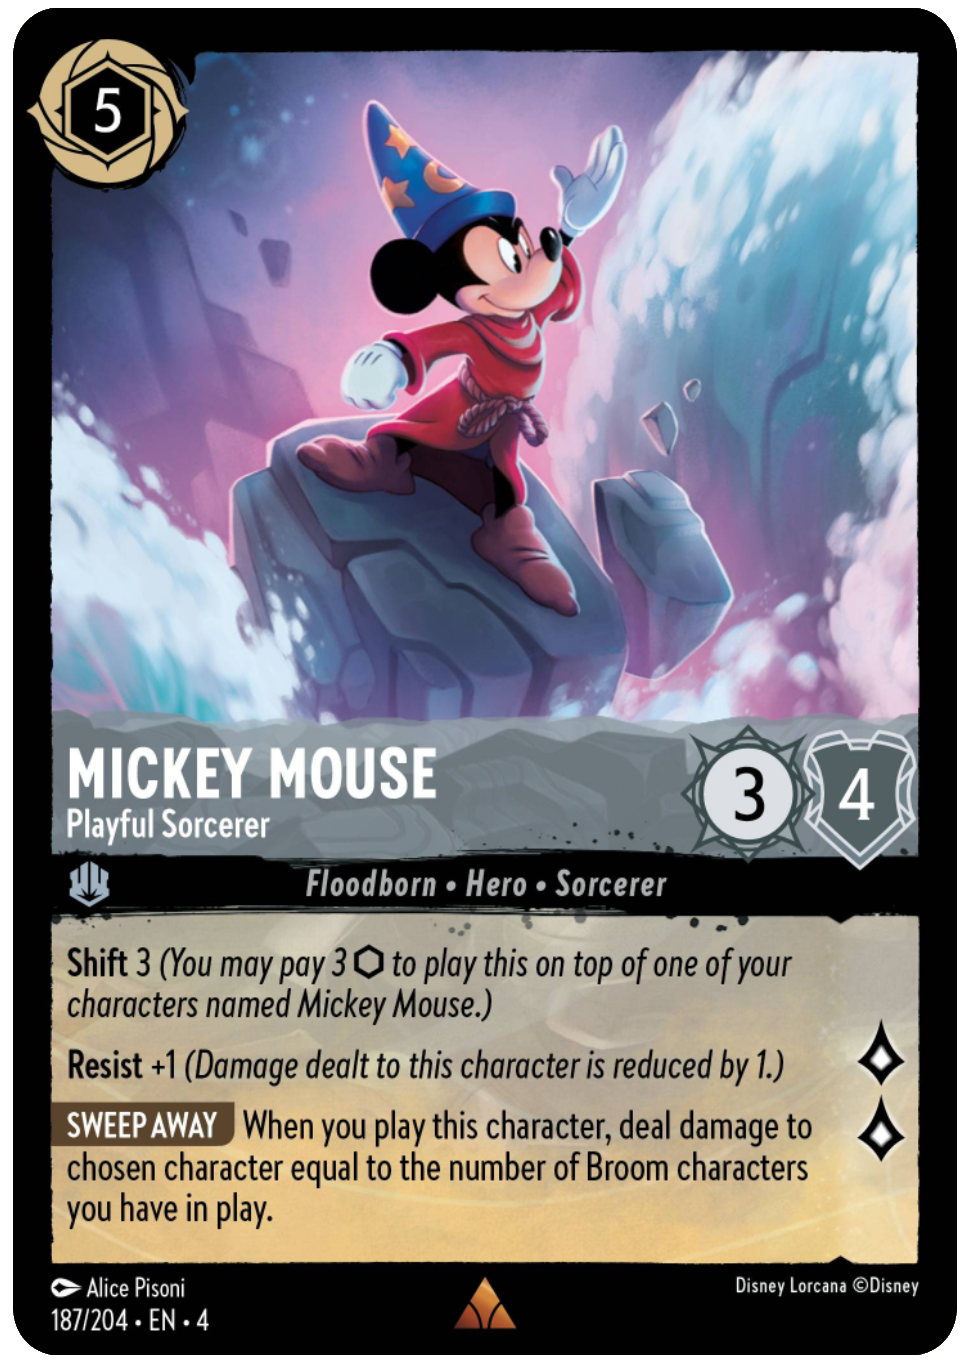 5
MICKEY MOUSE
Playful Sorcerer
3 4
Floodborn • Hero • Sorcerer
Shift 3 (You may pay 3 ⬡ to play this on top of one of your
characters named Mickey Mouse.)
Resist +1 (Damage dealt to this character is reduced by 1.)
SWEEP AWAY When you play this character, deal damage to
chosen character equal to the number of Broom characters
you have in play.
Alice Pisoni
Disney Lorcana ©Disney
187/204 • EN • 4